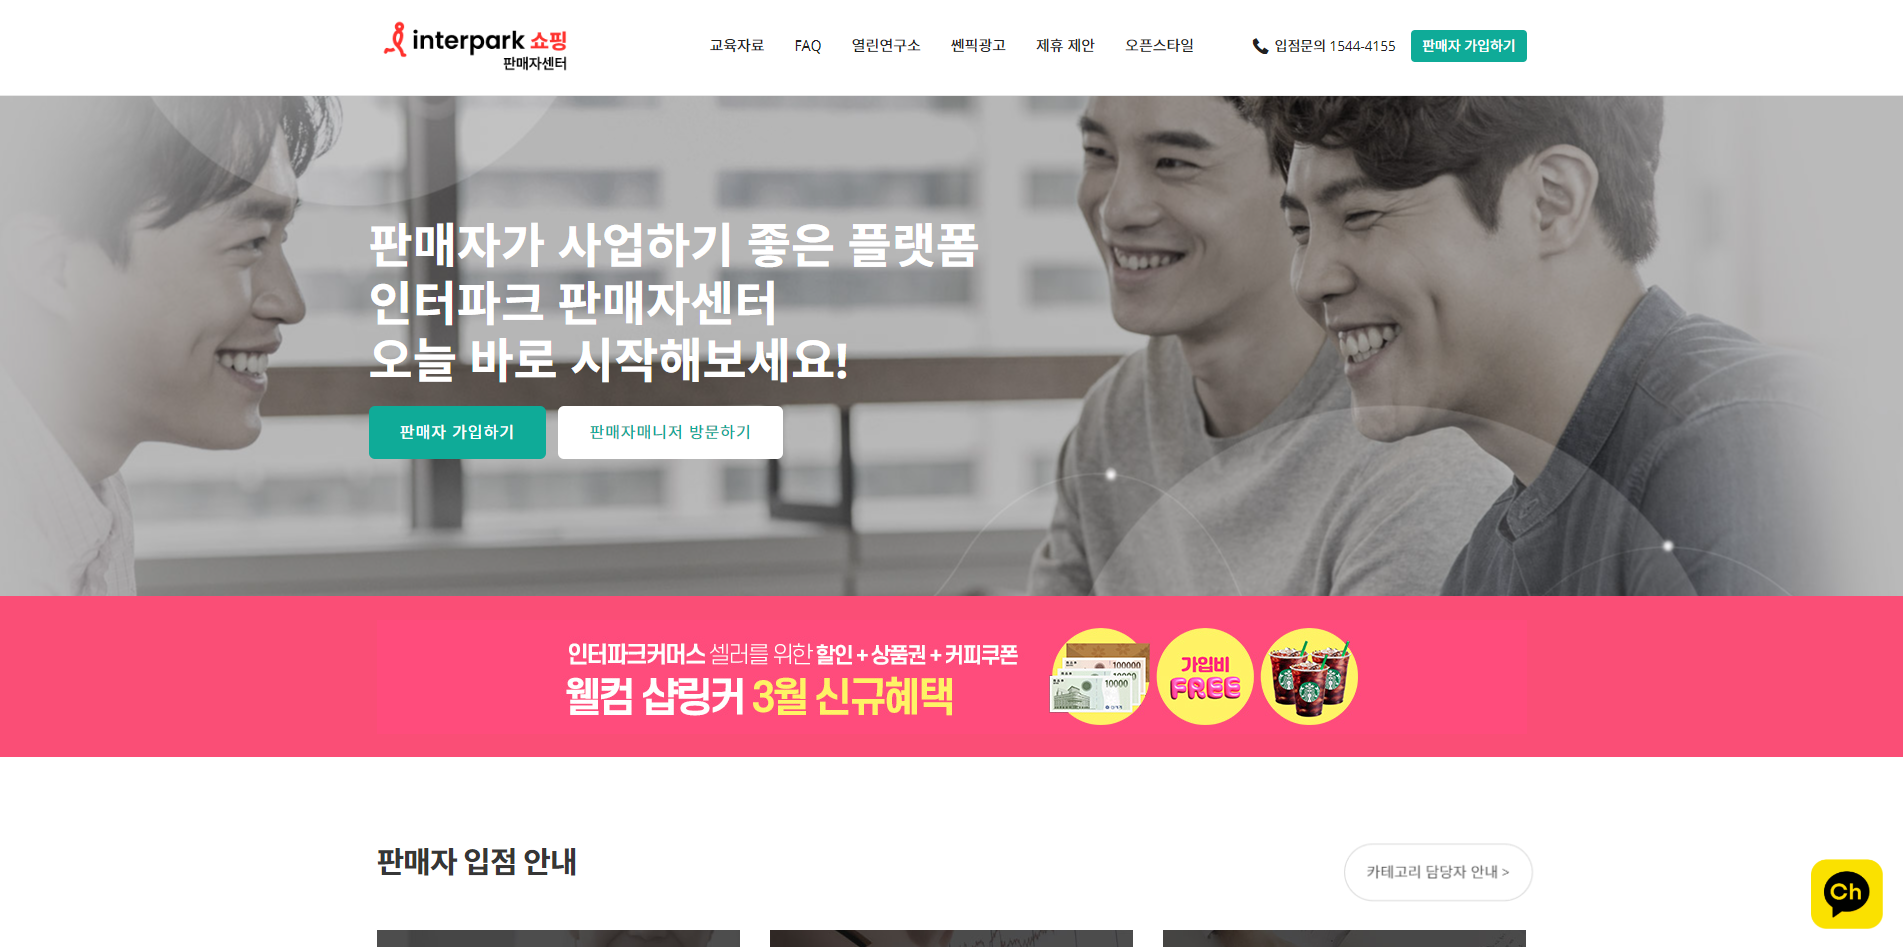 interpark 쇼핑
판매자센터
교육자료
FAQ
열린연구소
쎈픽광고
제휴 제안
오픈스타일
입점문의 1544-4155
판매자 가입하기
판매자가 사업하기 좋은 플랫폼
인터파크 판매자센터
오늘 바로 시작해보세요!
판매자 가입하기
판매자매니저 방문하기
인터파크커머스 셀러를 위한 할인 + 상품권 + 커피쿠폰
웰컴 샵링커 3월 신규혜택
100000
10000
가입비
FREE
판매자 입점 안내
카테고리 담당자 안내 >
Ch